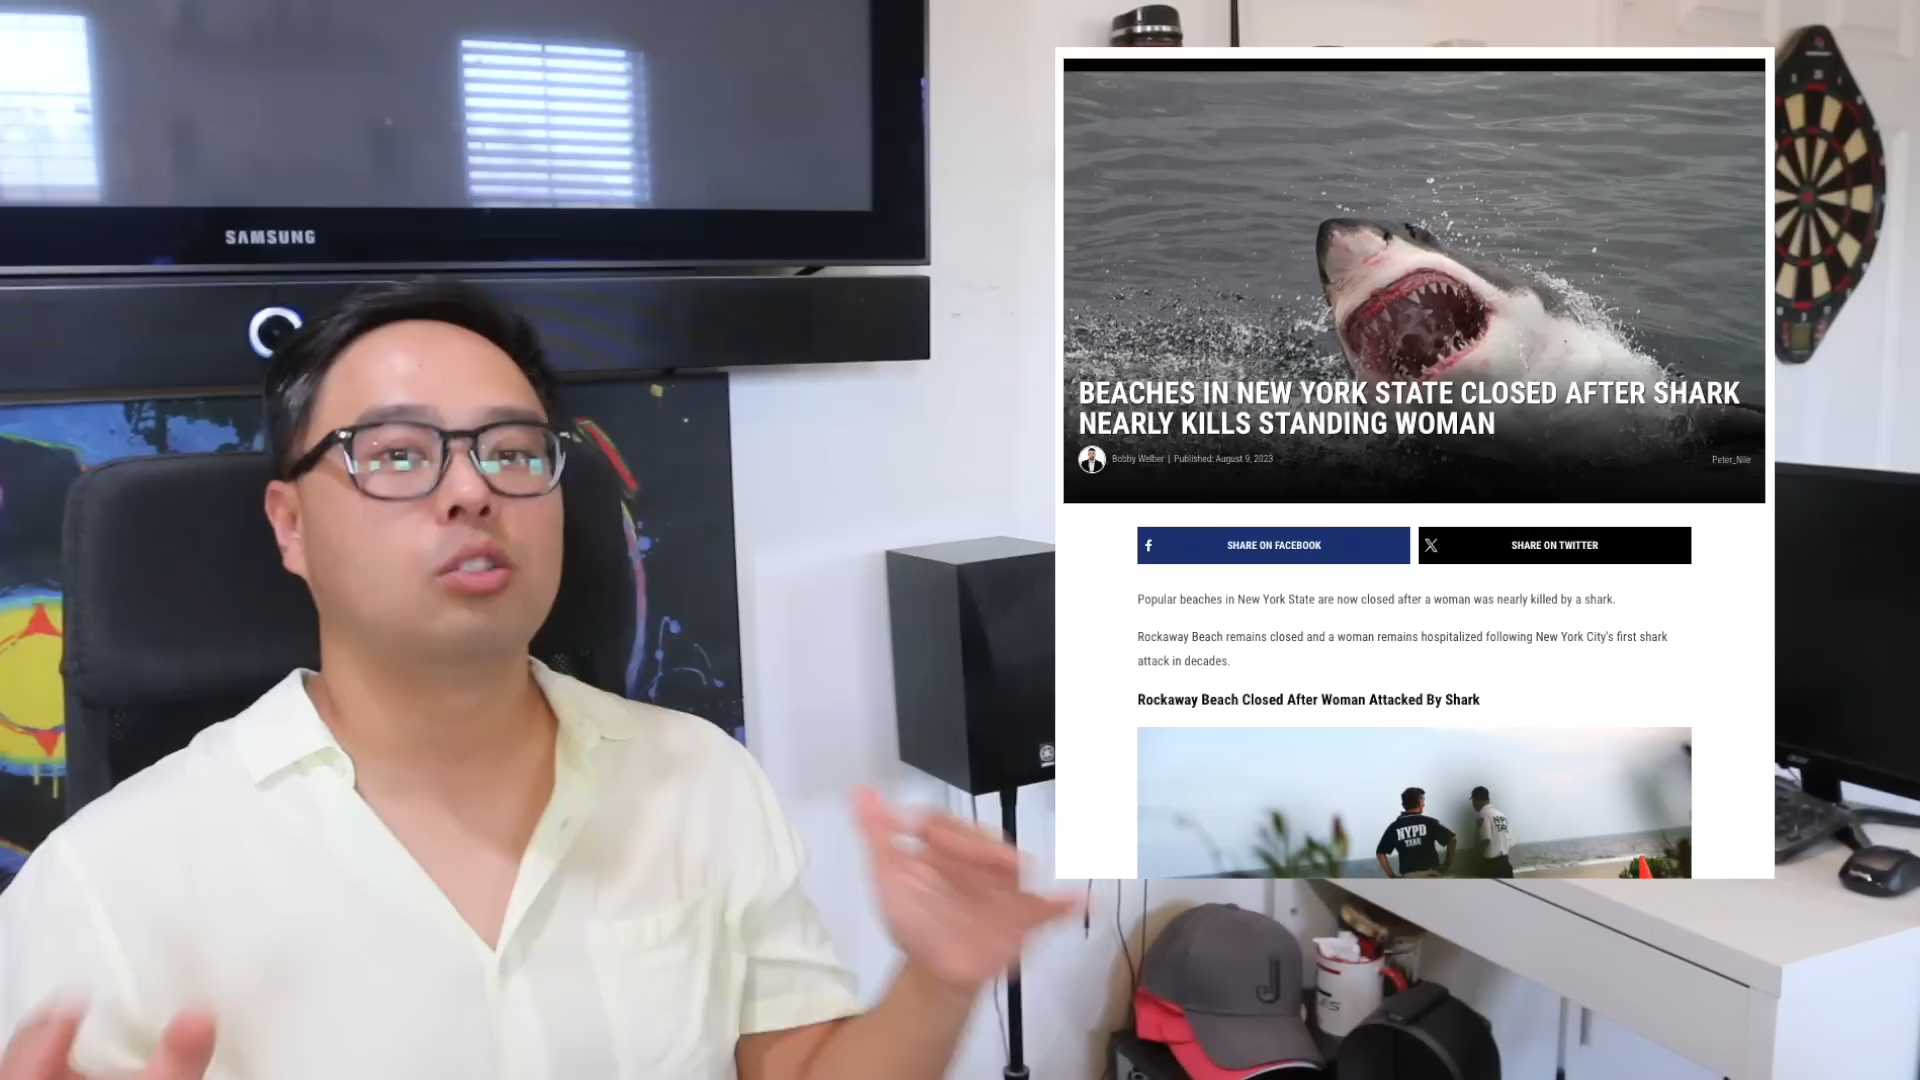 SAMSUNG
BEACHES IN NEW YORK STATE CLOSED AFTER SHARK
NEARLY KILLS STANDING WOMAN
Bobby Welber | Published: August 9, 2023
Peter_Nile
SHARE ON FACEBOOK
SHARE ON TWITTER
Popular beaches in New York State are now closed after a woman was nearly killed by a shark.
Rockaway Beach remains closed and a woman remains hospitalized following New York City's first shark
attack in decades.
Rockaway Beach Closed After Woman Attacked By Shark
NYPD
TARU
J